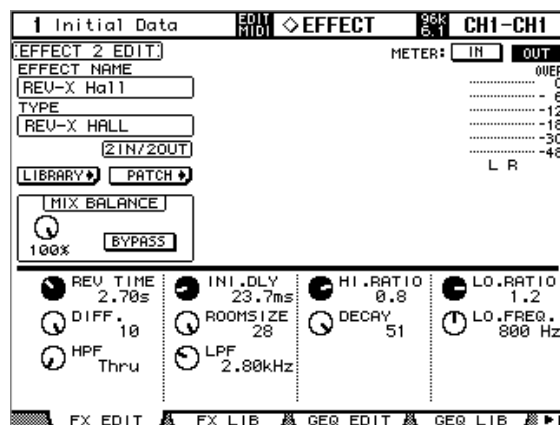 1 Initial Data EDIT MIDI ◇EFFECT 96k 6.1 CH1-CH1
EFFECT 2 EDIT METER: IN OUT
EFFECT NAME OVER
REV-X Hall 0
TYPE - 6
REV-X HALL -12
-18
2IN/2OUT -30
-48
L R
LIBRARY PATCH
MIX BALANCE
100% BYPASS
REV TIME 2.70s INI.DLY 23.7ms HI.RATIO 0.8 LO.RATIO 1.2
DIFF. 10 ROOMSIZE 28 DECAY 51 LO.FREQ. 800 Hz
HPF Thru LPF 2.80kHz
FX EDIT FX LIB GEQ EDIT GEQ LIB